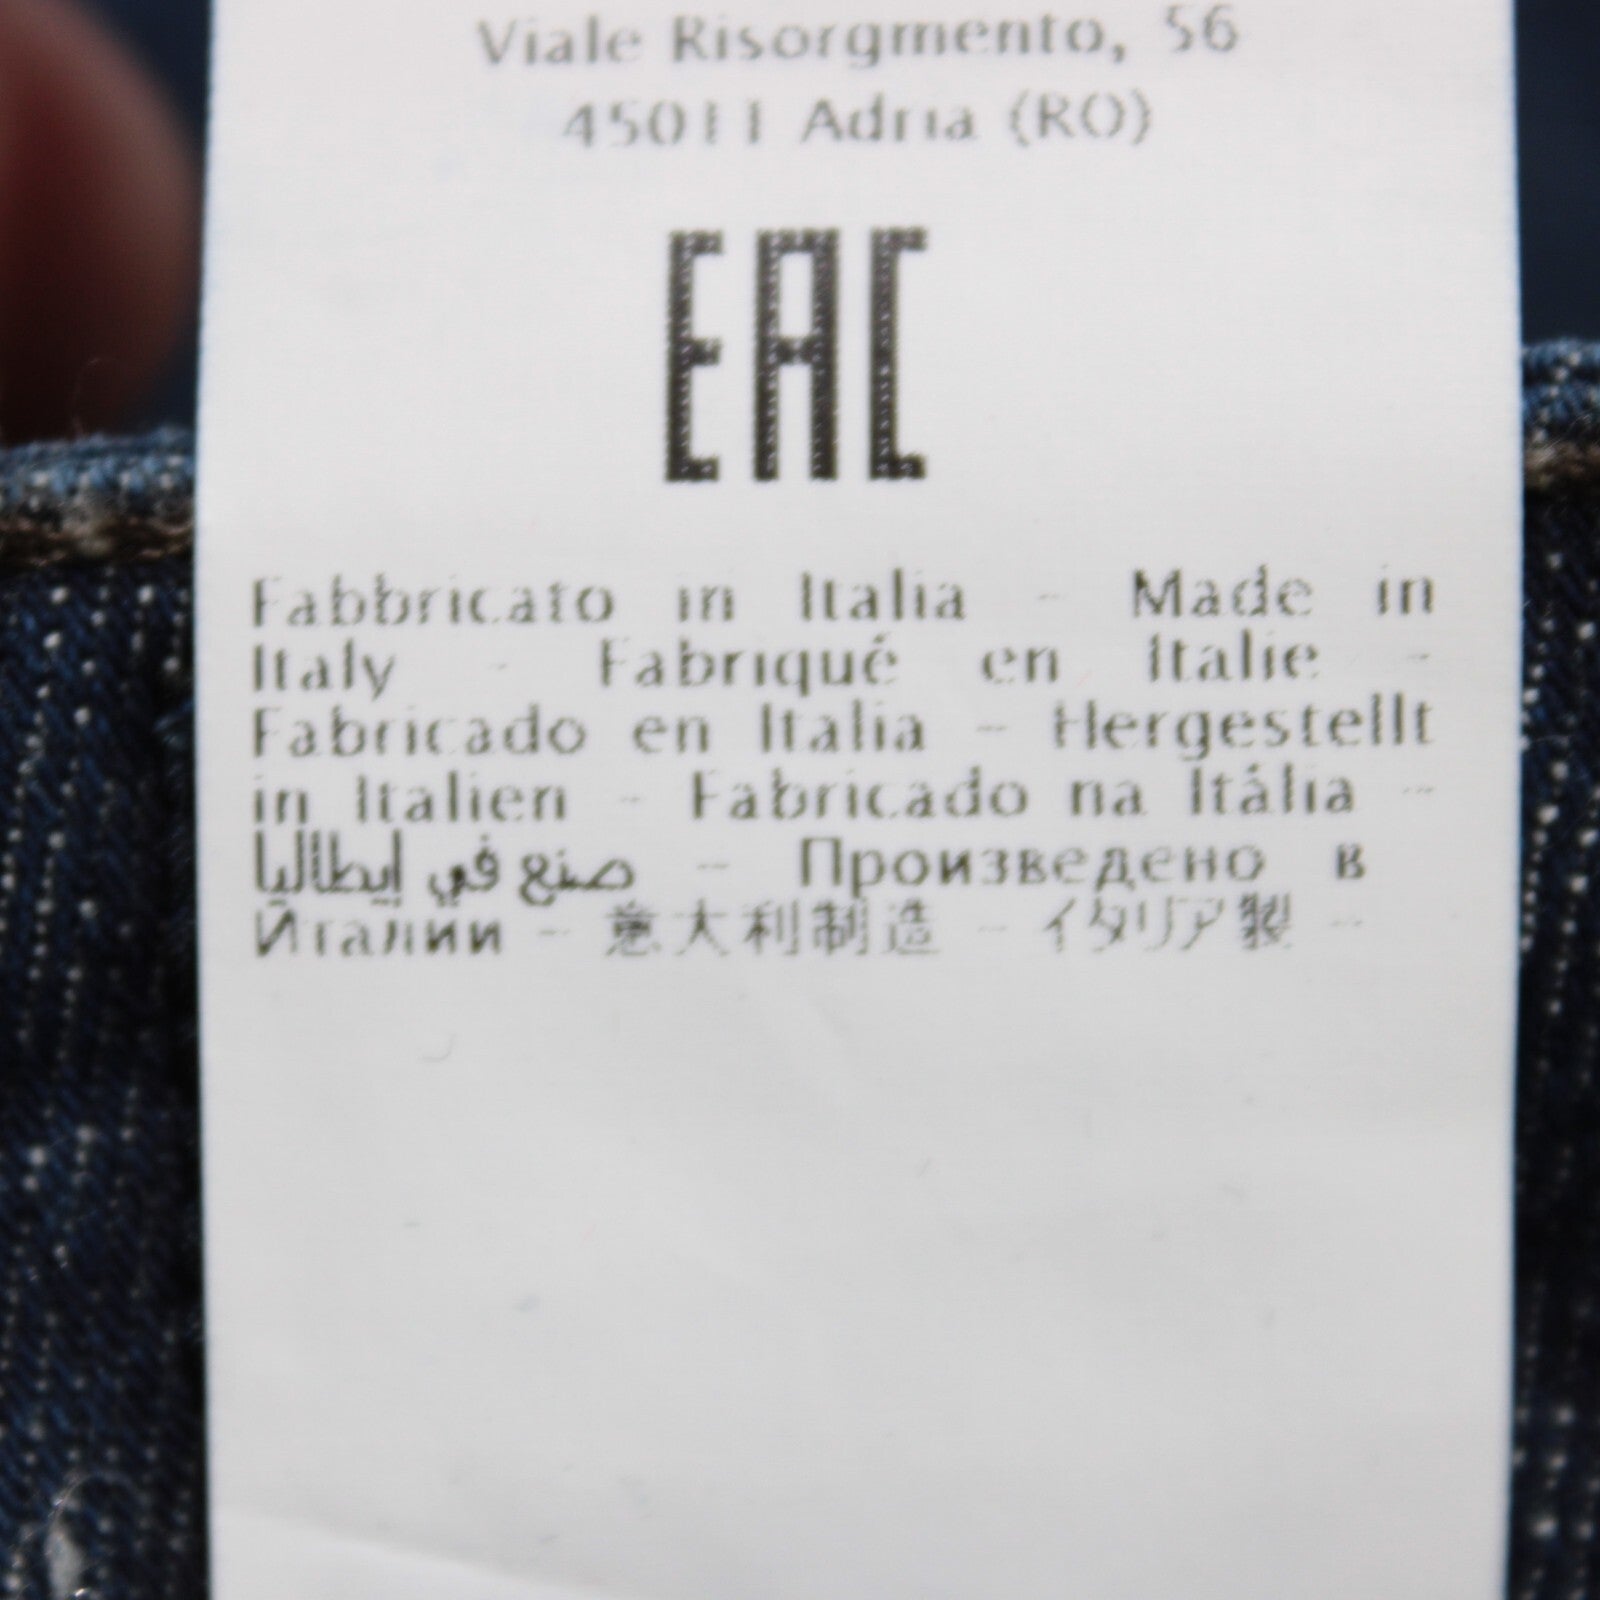 Viale Risorgmento, 56
45011 Adria (RO)
EAC
Fabbricato in Italia - Made in
Italy - Fabriqué en Italie -
Fabricado en Italia - Hergestellt
in Italien - Fabricado na Itália -
صنع في إيطاليا - Произведено в
Италии - 意大利制造 - イタリア製 -